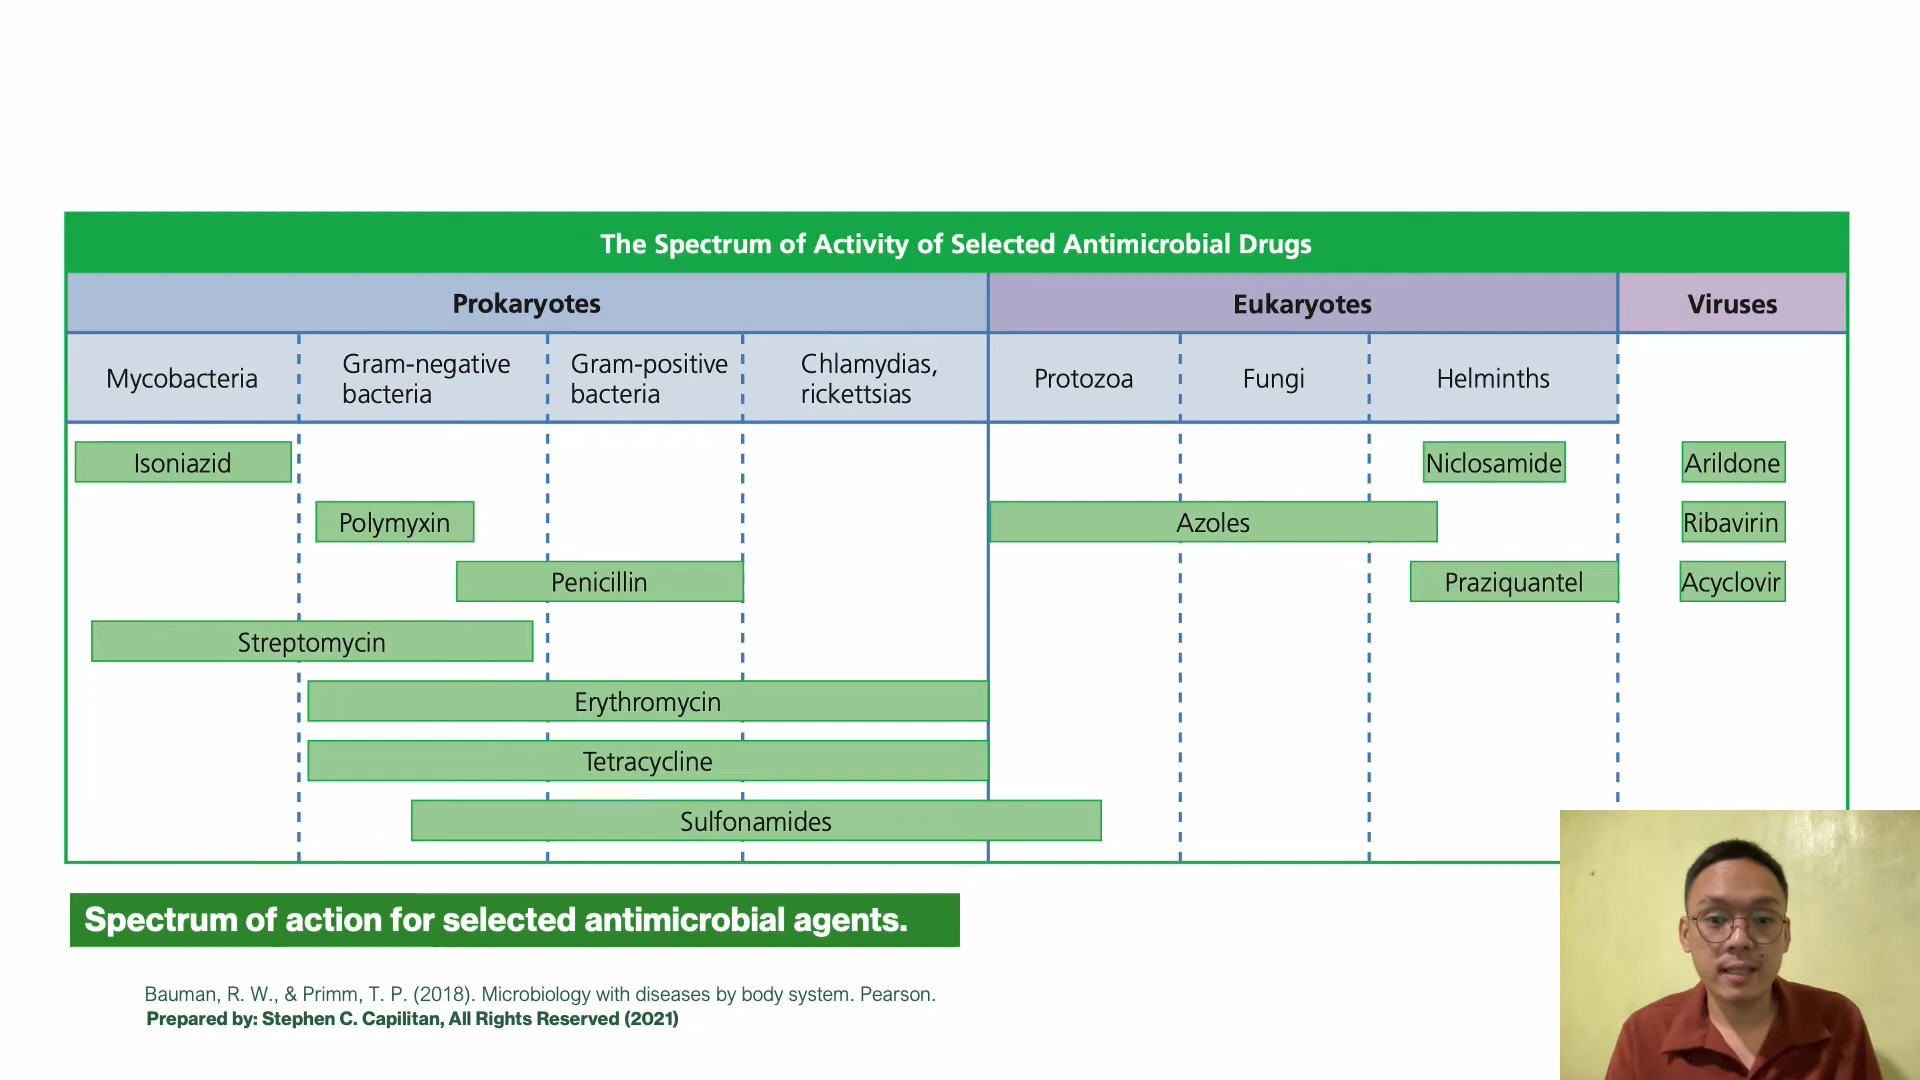 The Spectrum of Activity of Selected Antimicrobial Drugs
Prokaryotes
Eukaryotes
Viruses
Mycobacteria
Gram-negative
bacteria
Gram-positive
bacteria
Chlamydias,
rickettsias
Protozoa
Fungi
Helminths
Isoniazid
Niclosamide
Arildone
Polymyxin
Azoles
Ribavirin
Penicillin
Praziquantel
Acyclovir
Streptomycin
Erythromycin
Tetracycline
Sulfonamides
Spectrum of action for selected antimicrobial agents.
Bauman, R. W., & Primm, T. P. (2018). Microbiology with diseases by body system. Pearson.
Prepared by: Stephen C. Capilitan, All Rights Reserved (2021)